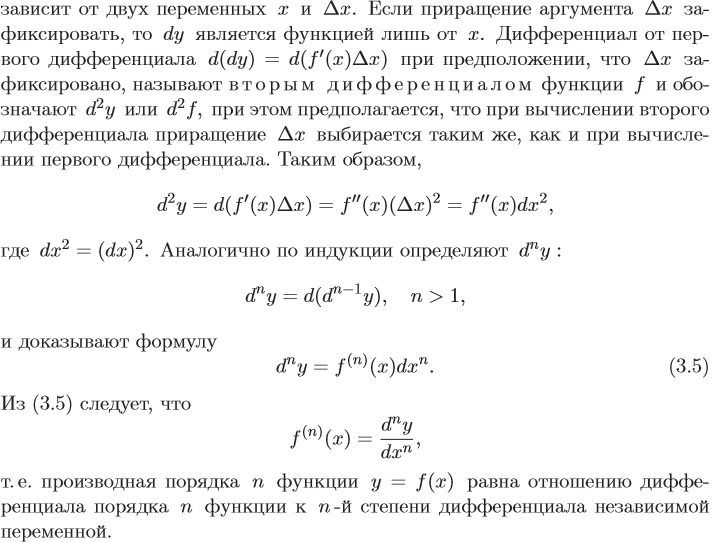 зависит от двух переменных x и Δx. Если приращение аргумента Δx за-
фиксировать, то dy является функцией лишь от x. Дифференциал от пер-
вого дифференциала d(dy) = d(f′(x)Δx) при предположении, что Δx за-
фиксировано, называют вторым дифференциалом функции f и обо-
значают d²y или d²f, при этом предполагается, что при вычислении второго
дифференциала приращение Δx выбирается таким же, как и при вычисле-
нии первого дифференциала. Таким образом,
d²y = d(f′(x)Δx) = f″(x)(Δx)² = f″(x)dx²,
где dx² = (dx)². Аналогично по индукции определяют dⁿy :
dⁿy = d(dⁿ⁻¹y), n > 1,
и доказывают формулу
dⁿy = f⁽ⁿ⁾(x)dxⁿ. (3.5)
Из (3.5) следует, что
f⁽ⁿ⁾(x) = dⁿy/dxⁿ,
т. е. производная порядка n функции y = f(x) равна отношению диффе-
ренциала порядка n функции к n-й степени дифференциала независимой
переменной.